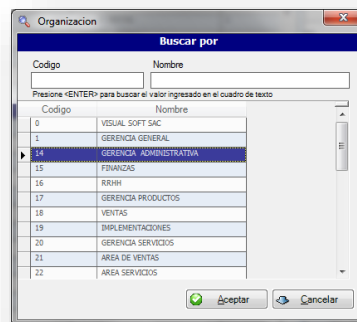 Organizacion
Buscar por
Codigo Nombre
Presione <ENTER> para buscar el valor ingresado en el cuadro de texto
Codigo Nombre
0 VISUAL SOFT SAC
1 GERENCIA GENERAL
14 GERENCIA ADMINISTRATIVA
15 FINANZAS
16 RRHH
17 GERENCIA PRODUCTOS
18 VENTAS
19 IMPLEMENTACIONES
20 GERENCIA SERVICIOS
21 AREA DE VENTAS
22 AREA SERVICIOS
Aceptar Cancelar